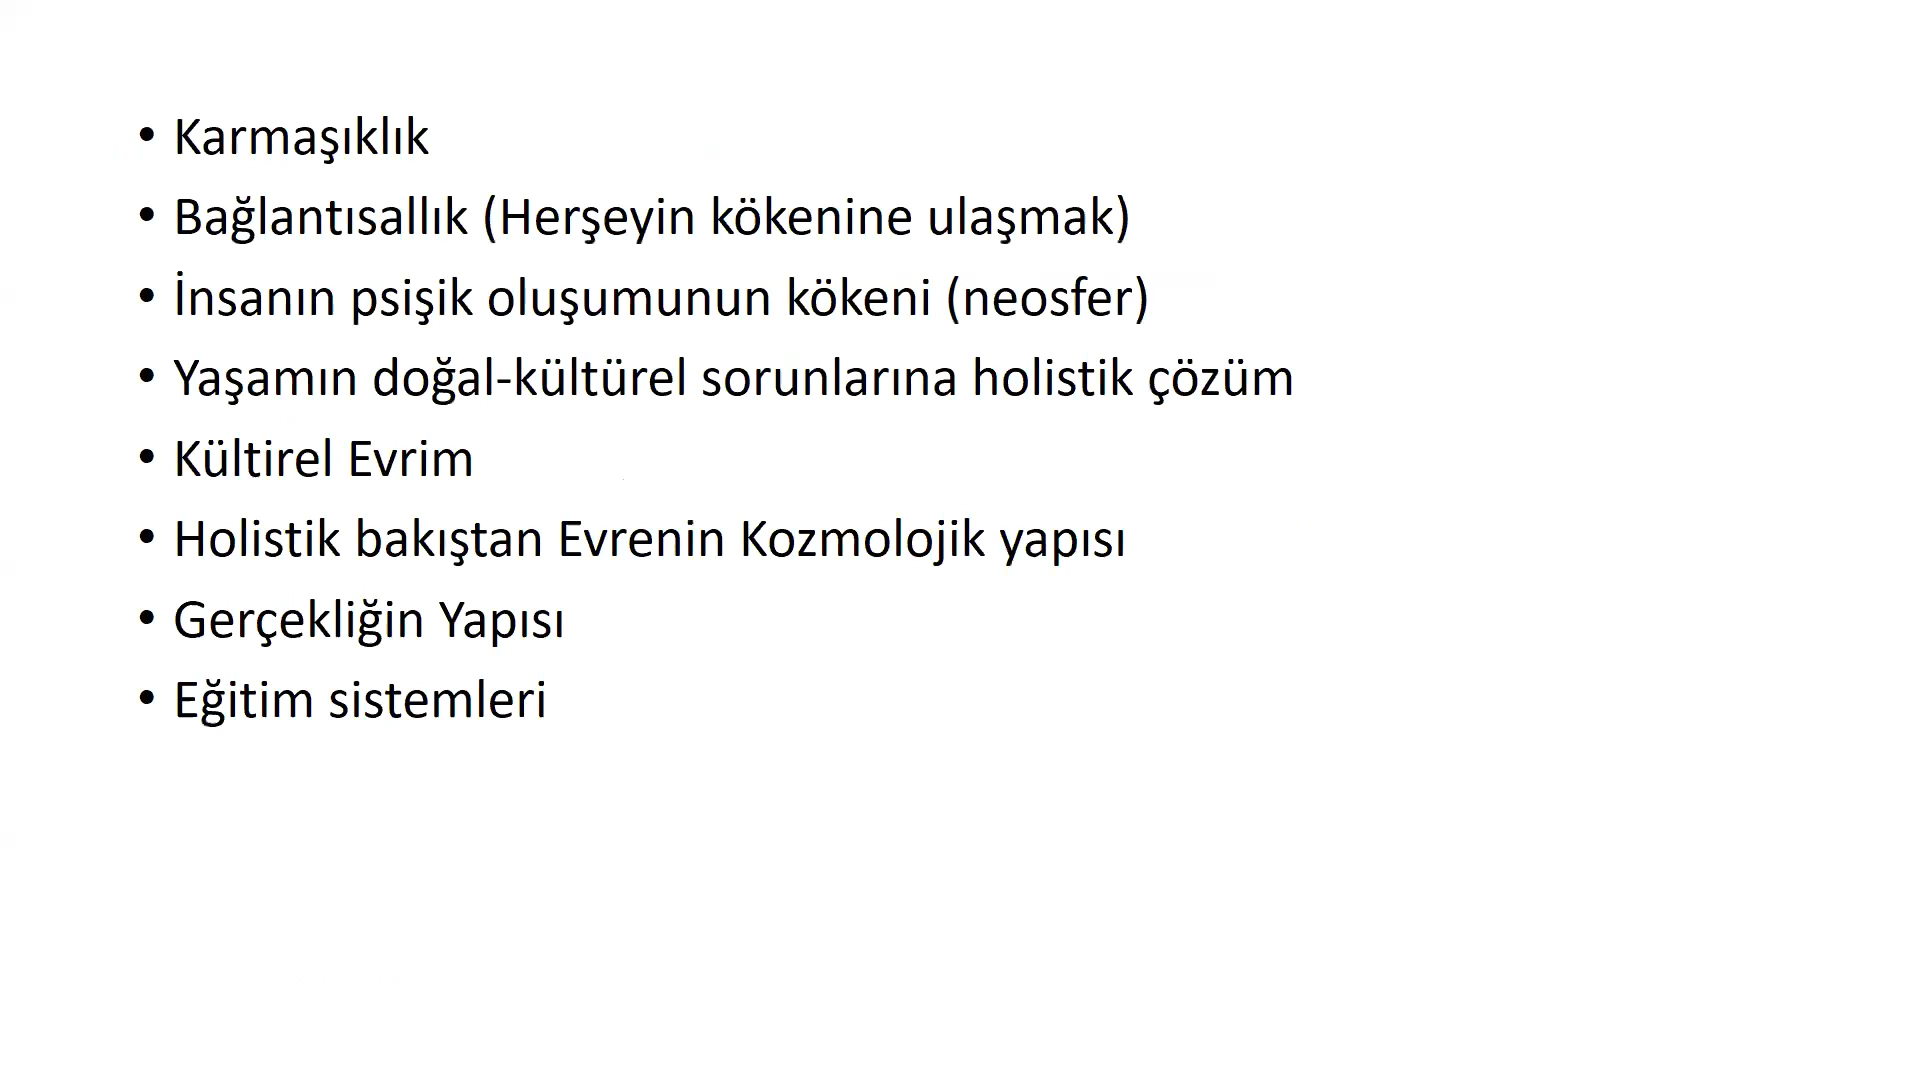 • Karmaşıklık
• Bağlantısallık (Herşeyin kökenine ulaşmak)
• İnsanın psişik oluşumunun kökeni (neosfer)
• Yaşamın doğal-kültürel sorunlarına holistik çözüm
• Kültirel Evrim
• Holistik bakıştan Evrenin Kozmolojik yapısı
• Gerçekliğin Yapısı
• Eğitim sistemleri